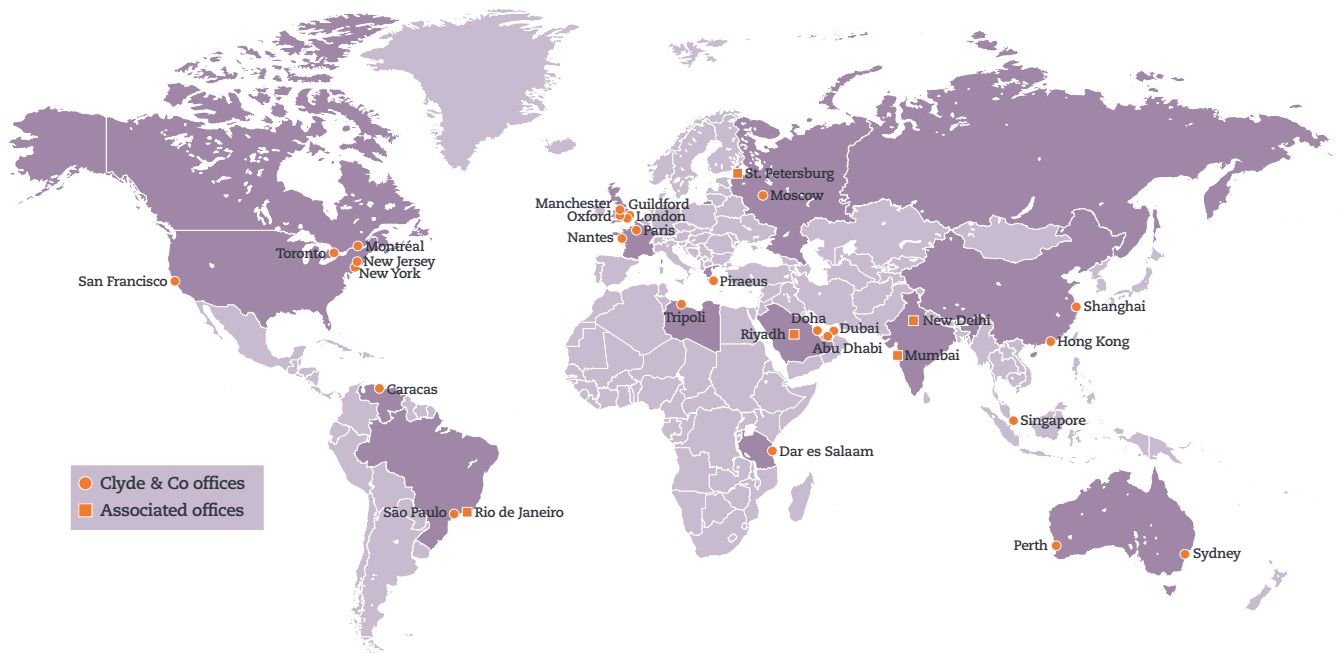 St. Petersburg
Moscow
Manchester
Guildford
Oxford
London
Paris
Nantes
Montréal
Toronto
New Jersey
New York
San Francisco
Piraeus
Shanghai
Tripoli
Doha
Dubai
New Delhi
Riyadh
Abu Dhabi
Mumbai
Hong Kong
Caracas
Singapore
Dar es Salaam
Clyde & Co offices
Associated offices
São Paulo
Rio de Janeiro
Perth
Sydney